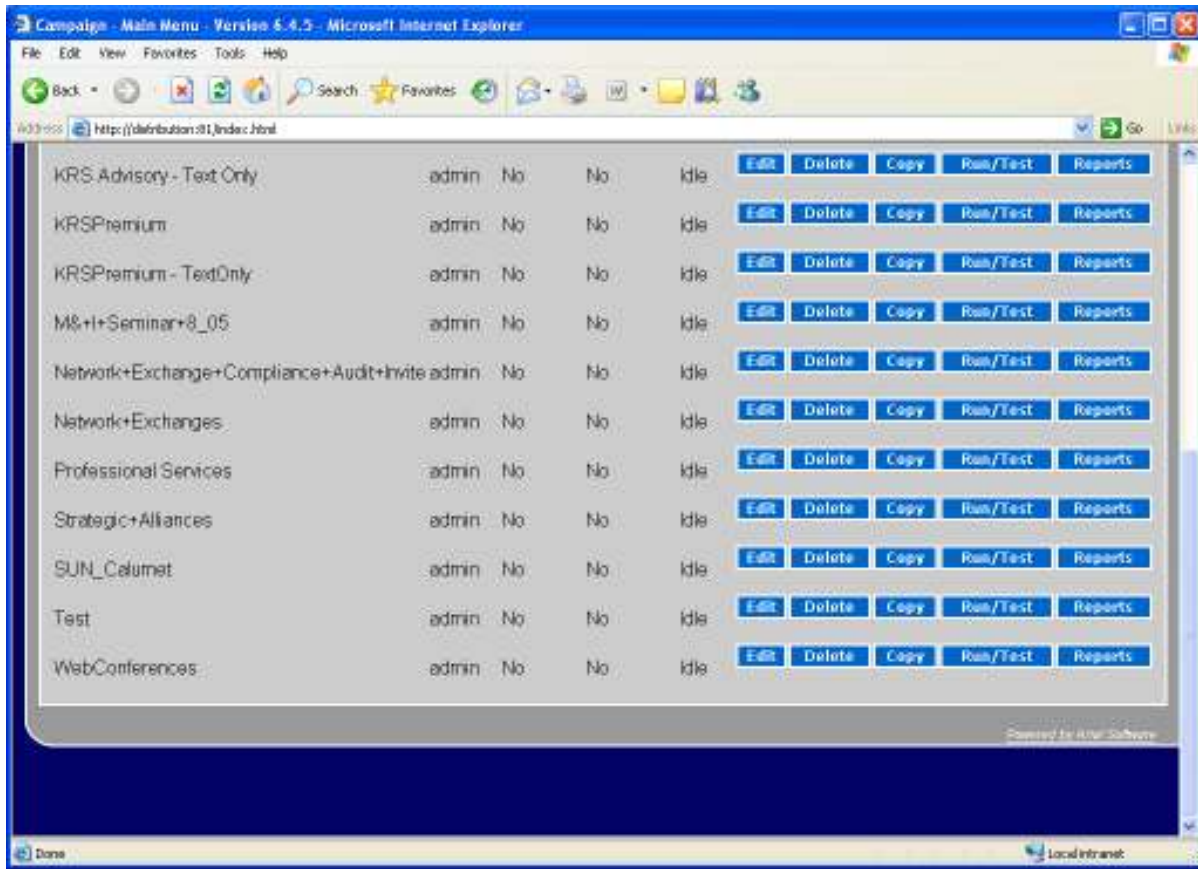 Campaign - Main Menu - Version 6.4.5 - Microsoft Internet Explorer
File Edit View Favorites Tools Help
Back Search Favorites
Address http://distribution:81/index.html Go Links
KRS Advisory - Text Only admin No No Idle Edit Delete Copy Run/Test Reports
KRSPremium admin No No Idle Edit Delete Copy Run/Test Reports
KRSPremium - TextOnly admin No No Idle Edit Delete Copy Run/Test Reports
M&+I+Seminar+8_05 admin No No Idle Edit Delete Copy Run/Test Reports
Network+Exchange+Compliance+Audit+Invite admin No No Idle Edit Delete Copy Run/Test Reports
Network+Exchanges admin No No Idle Edit Delete Copy Run/Test Reports
Professional Services admin No No Idle Edit Delete Copy Run/Test Reports
Strategic+Alliances admin No No Idle Edit Delete Copy Run/Test Reports
SUN_Calumet admin No No Idle Edit Delete Copy Run/Test Reports
Test admin No No Idle Edit Delete Copy Run/Test Reports
WebConferences admin No No Idle Edit Delete Copy Run/Test Reports
Powered by Software
Done Local intranet